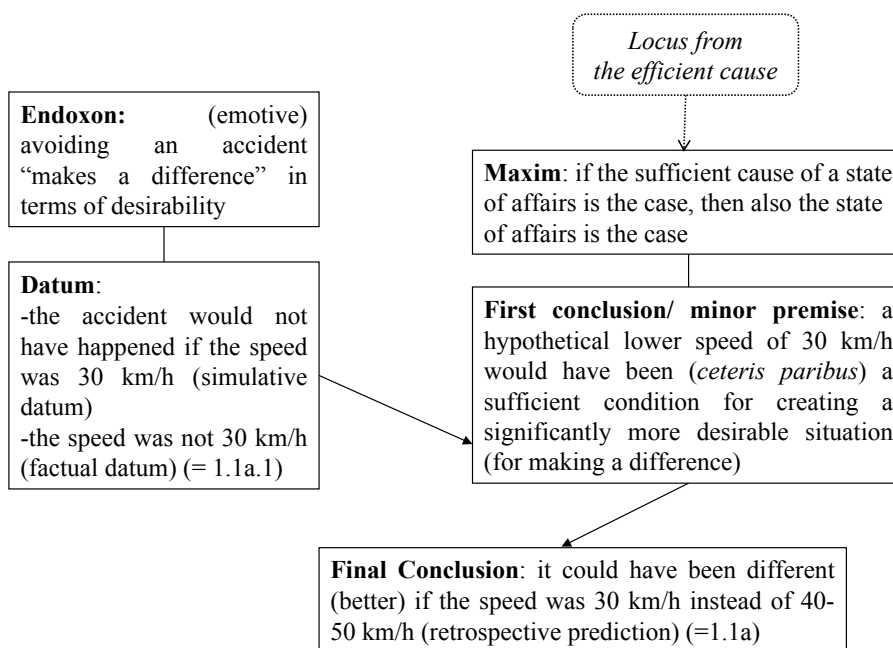 Locus from
the efficient cause
Endoxon: (emotive)
avoiding an accident
“makes a difference” in
terms of desirability
Maxim: if the sufficient cause of a state
of affairs is the case, then also the state
of affairs is the case
Datum:
-the accident would not
have happened if the speed
was 30 km/h (simulative
datum)
-the speed was not 30 km/h
(factual datum) (= 1.1a.1)
First conclusion/ minor premise: a
hypothetical lower speed of 30 km/h
would have been (ceteris paribus) a
sufficient condition for creating a
significantly more desirable situation
(for making a difference)
Final Conclusion: it could have been different
(better) if the speed was 30 km/h instead of 40-
50 km/h (retrospective prediction) (=1.1a)